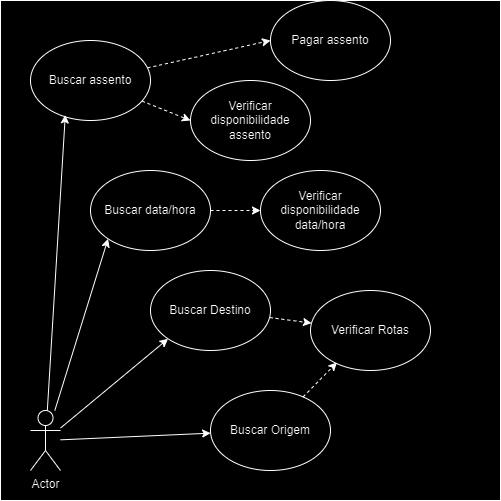 Pagar assento
Buscar assento
Verificar
disponibilidade
assento
Buscar data/hora
Verificar
disponibilidade
data/hora
Buscar Destino
Verificar Rotas
Buscar Origem
Actor